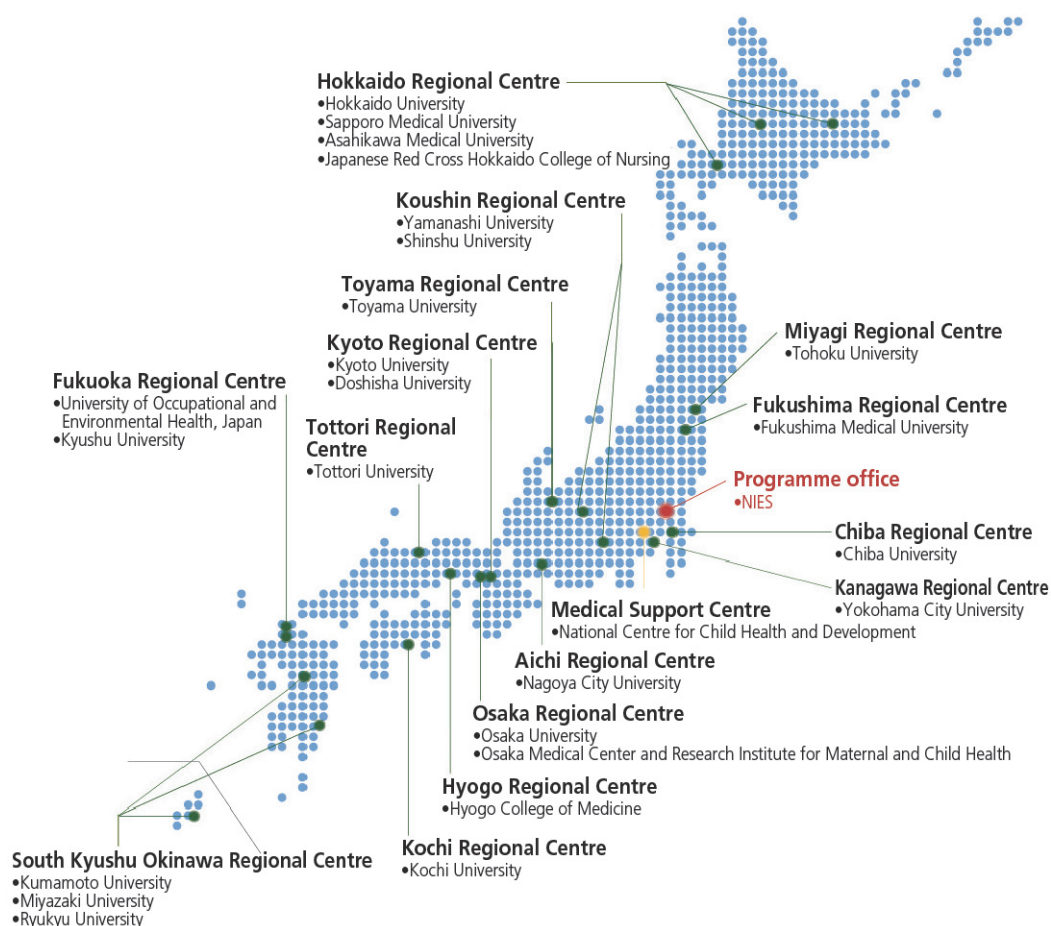 Hokkaido Regional Centre
•Hokkaido University
•Sapporo Medical University
•Asahikawa Medical University
•Japanese Red Cross Hokkaido College of Nursing
Koushin Regional Centre
•Yamanashi University
•Shinshu University
Toyama Regional Centre
•Toyama University
Kyoto Regional Centre
•Kyoto University
•Doshisha University
Miyagi Regional Centre
•Tohoku University
Fukuoka Regional Centre
•University of Occupational and
Environmental Health, Japan
•Kyushu University
Fukushima Regional Centre
•Fukushima Medical University
Tottori Regional
Centre
•Tottori University
Programme office
•NIES
Chiba Regional Centre
•Chiba University
Kanagawa Regional Centre
•Yokohama City University
Medical Support Centre
•National Centre for Child Health and Development
Aichi Regional Centre
•Nagoya City University
Osaka Regional Centre
•Osaka University
•Osaka Medical Center and Research Institute for Maternal and Child Health
Hyogo Regional Centre
•Hyogo College of Medicine
Kochi Regional Centre
•Kochi University
South Kyushu Okinawa Regional Centre
•Kumamoto University
•Miyazaki University
•Ryukyu University